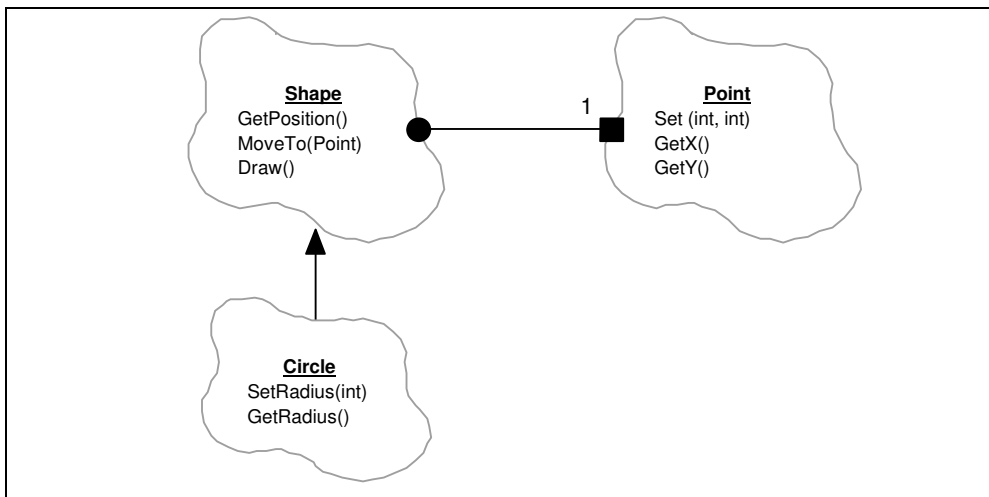 Shape
GetPosition()
MoveTo(Point)
Draw()
1
Point
Set (int, int)
GetX()
GetY()
Circle
SetRadius(int)
GetRadius()